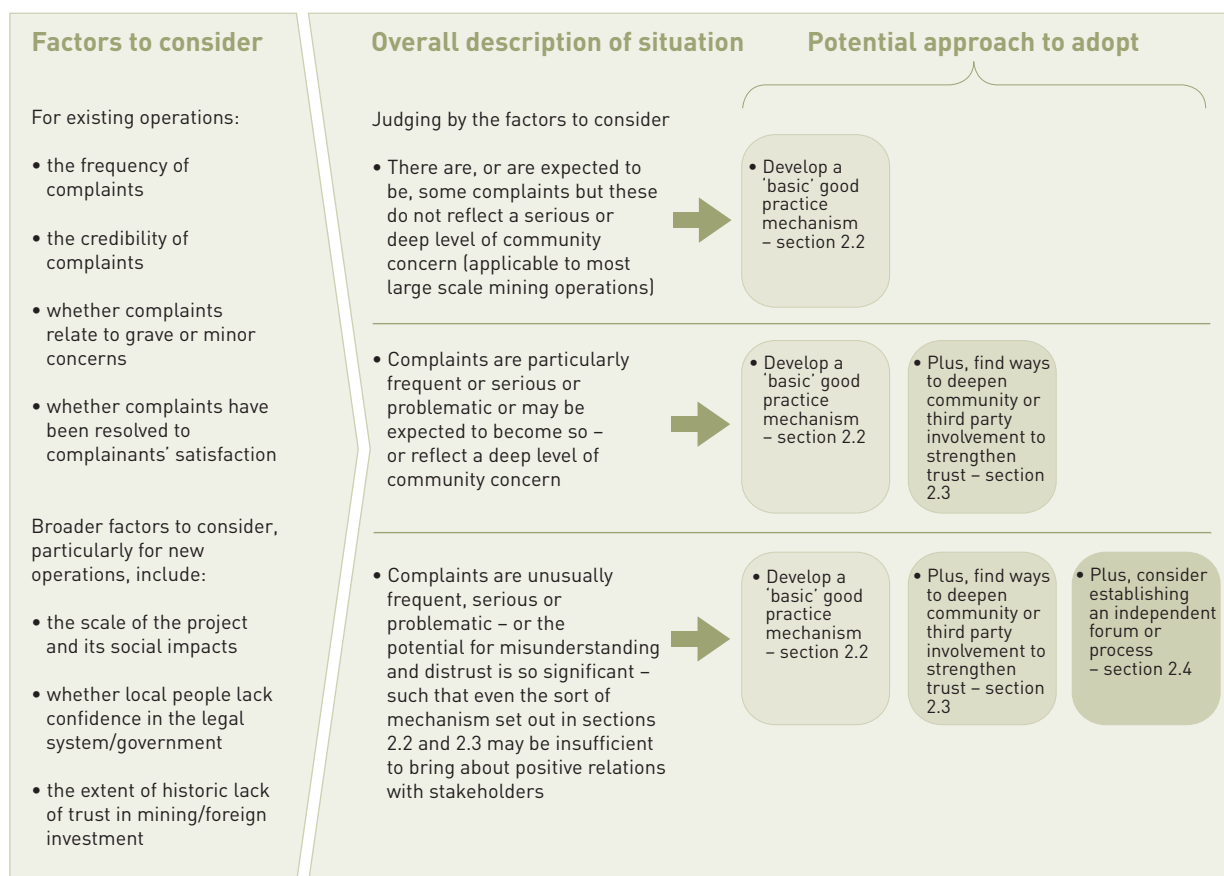 Factors to consider
For existing operations:
• the frequency of
complaints
• the credibility of
complaints
• whether complaints
relate to grave or minor
concerns
• whether complaints have
been resolved to
complainants’ satisfaction
Broader factors to consider,
particularly for new
operations, include:
• the scale of the project
and its social impacts
• whether local people lack
confidence in the legal
system/government
• the extent of historic lack
of trust in mining/foreign
investment
Overall description of situation
Potential approach to adopt
Judging by the factors to consider
• There are, or are expected to
be, some complaints but these
do not reflect a serious or
deep level of community
concern (applicable to most
large scale mining operations)
• Develop a
‘basic’ good
practice
mechanism
– section 2.2
• Complaints are particularly
frequent or serious or
problematic or may be
expected to become so –
or reflect a deep level of
community concern
• Develop a
‘basic’ good
practice
mechanism
– section 2.2
• Plus, find ways
to deepen
community or
third party
involvement to
strengthen
trust – section
2.3
• Complaints are unusually
frequent, serious or
problematic – or the
potential for misunderstanding
and distrust is so significant –
such that even the sort of
mechanism set out in sections
2.2 and 2.3 may be insufficient
to bring about positive relations
with stakeholders
• Develop a
‘basic’ good
practice
mechanism
– section 2.2
• Plus, find ways
to deepen
community or
third party
involvement to
strengthen
trust – section
2.3
• Plus, consider
establishing
an independent
forum or
process
– section 2.4